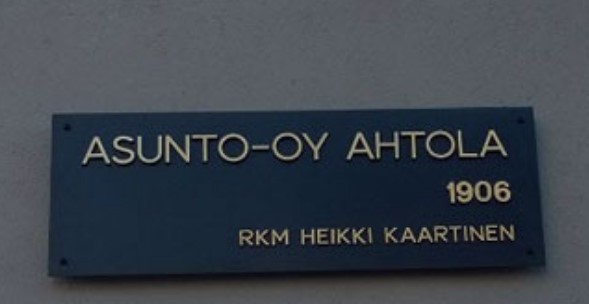 ASUNTO-OY AHTOLA
1906
RKM HEIKKI KAARTINEN